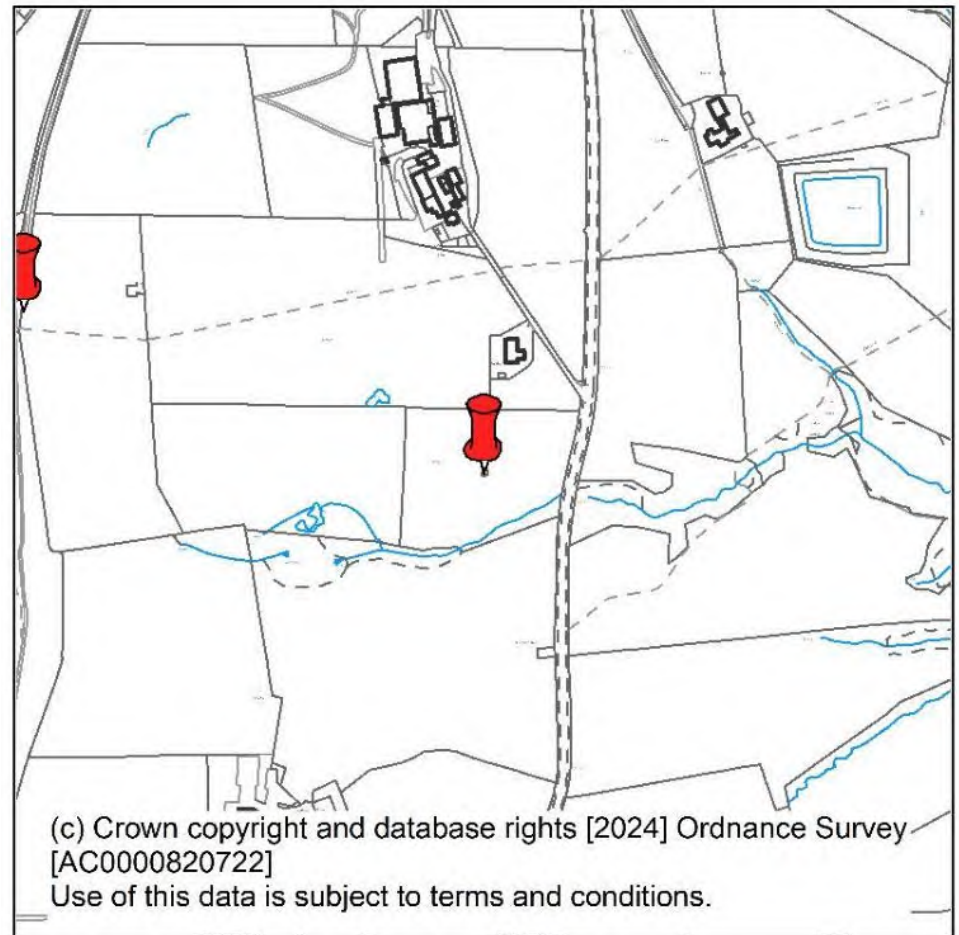 (c) Crown copyright and database rights [2024] Ordnance Survey
[AC0000820722]
Use of this data is subject to terms and conditions.